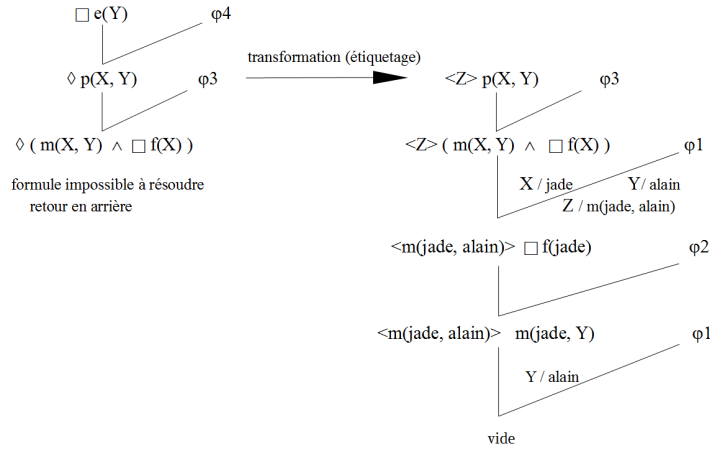 □ e(Y) φ4
◊ p(X, Y) φ3
◊ ( m(X, Y) ∧ □ f(X) )
formule impossible à résoudre
retour en arrière
transformation (étiquetage)
<Z> p(X, Y) φ3
<Z> ( m(X, Y) ∧ □ f(X) ) φ1
X / jade Y/ alain
Z / m(jade, alain)
<m(jade, alain)> □ f(jade) φ2
<m(jade, alain)> m(jade, Y) φ1
Y / alain
vide